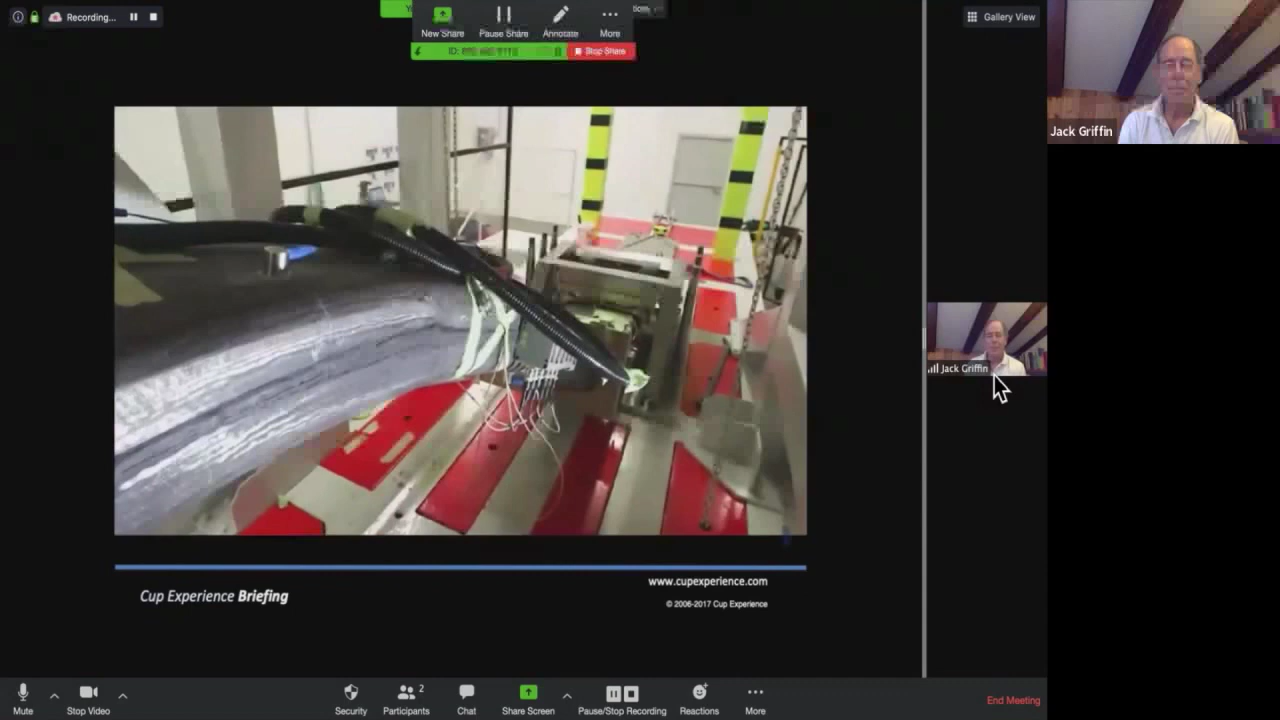 Recording...
New Share
Pause Share
Annotate
More
ID:
Stop Share
Gallery View
Jack Griffin
Jack Griffin
Cup Experience Briefing
www.cupexperience.com
© 2006-2017 Cup Experience
Mute
Stop Video
Security
Participants
2
Chat
Share Screen
Pause/Stop Recording
Reactions
More
End Meeting